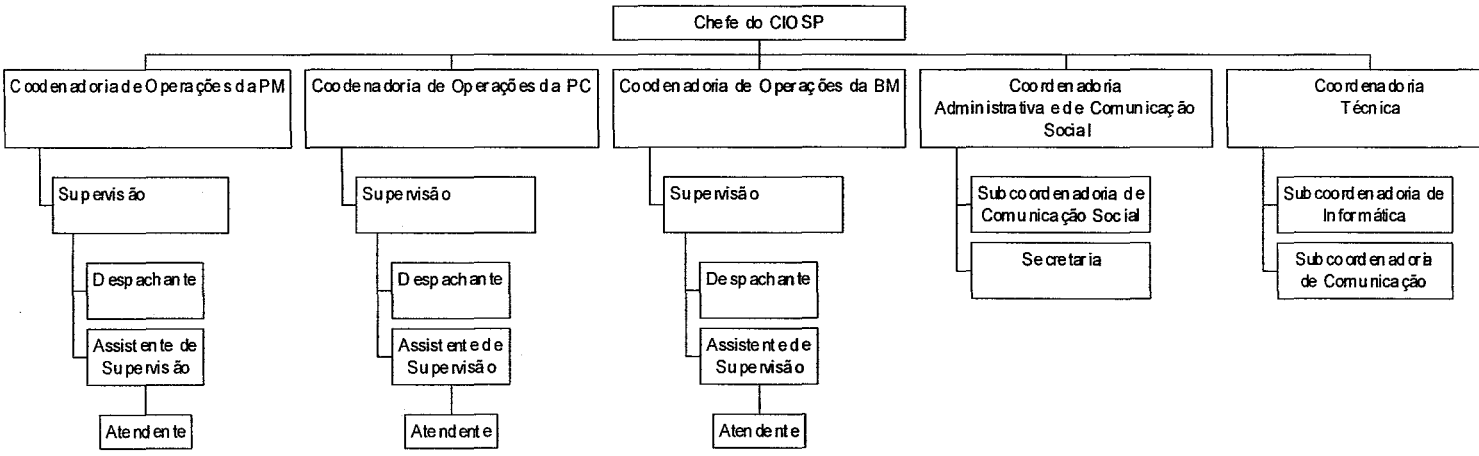 Chefe do CIOSP
Coodenadoria de Operações da PM
Coodenadoria de Operações da PC
Coodenadoria de Operações da BM
Coordenadoria
Administrativa e de Comunicação
Social
Coordenadoria
Técnica
Supervisão
Supervisão
Supervisão
Subcoordenadoria de
Comunicação Social
Subcoordenadoria de
Informática
Secretaria
Subcoordenadoria
de Comunicação
Despachante
Despachante
Despachante
Assistente de
Supervisão
Assistente de
Supervisão
Assistente de
Supervisão
Atendente
Atendente
Atendente